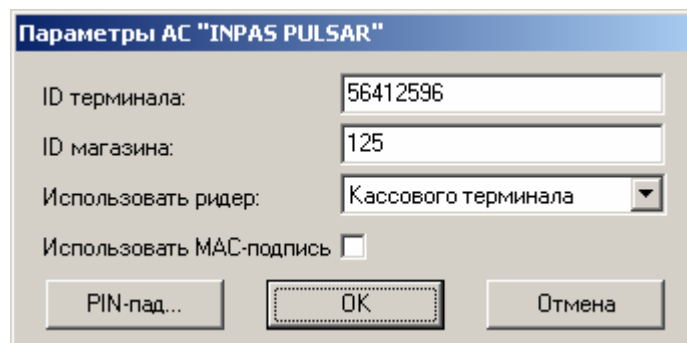 Параметры АС "INPAS PULSAR"
ID терминала: 56412596
ID магазина: 125
Использовать ридер: Кассового терминала
Использовать MAC-подпись
PIN-пад... OK Отмена